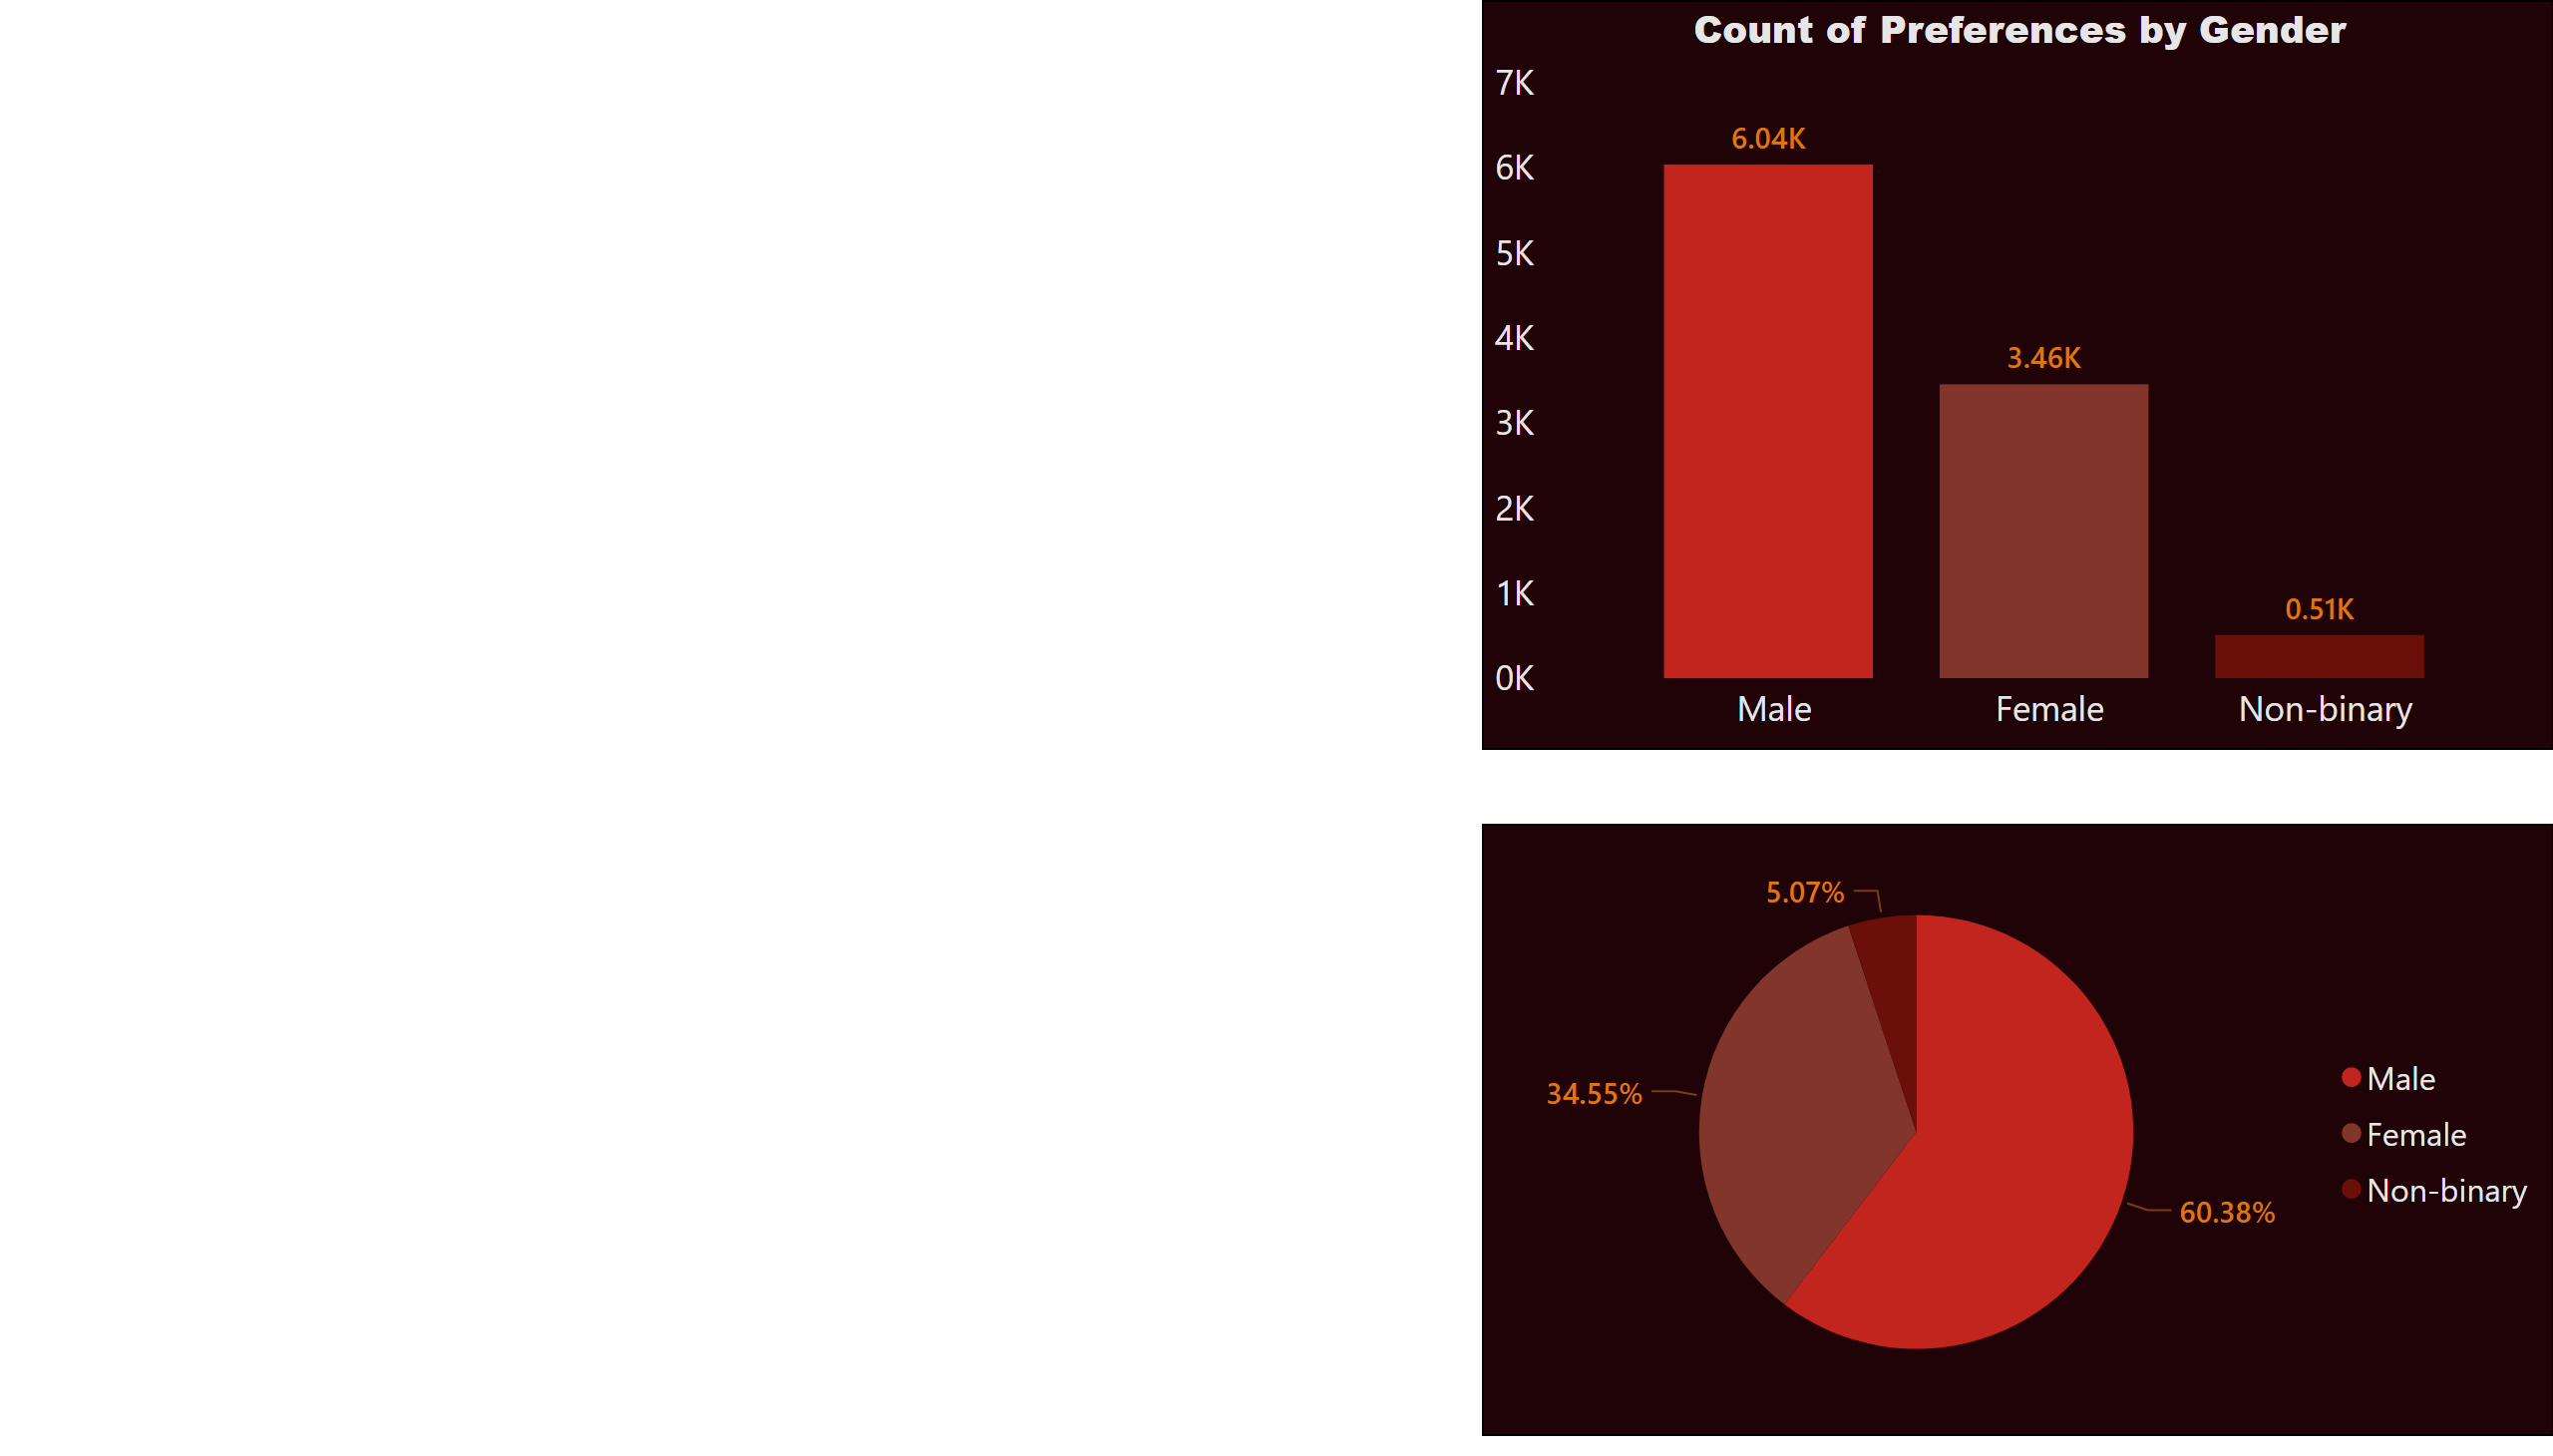 Count of Preferences by Gender
7K
6K
5K
4K
3K
2K
1K
0K
6.04K
3.46K
0.51K
Male
Female
Non-binary
5.07%
34.55%
60.38%
Male
Female
Non-binary